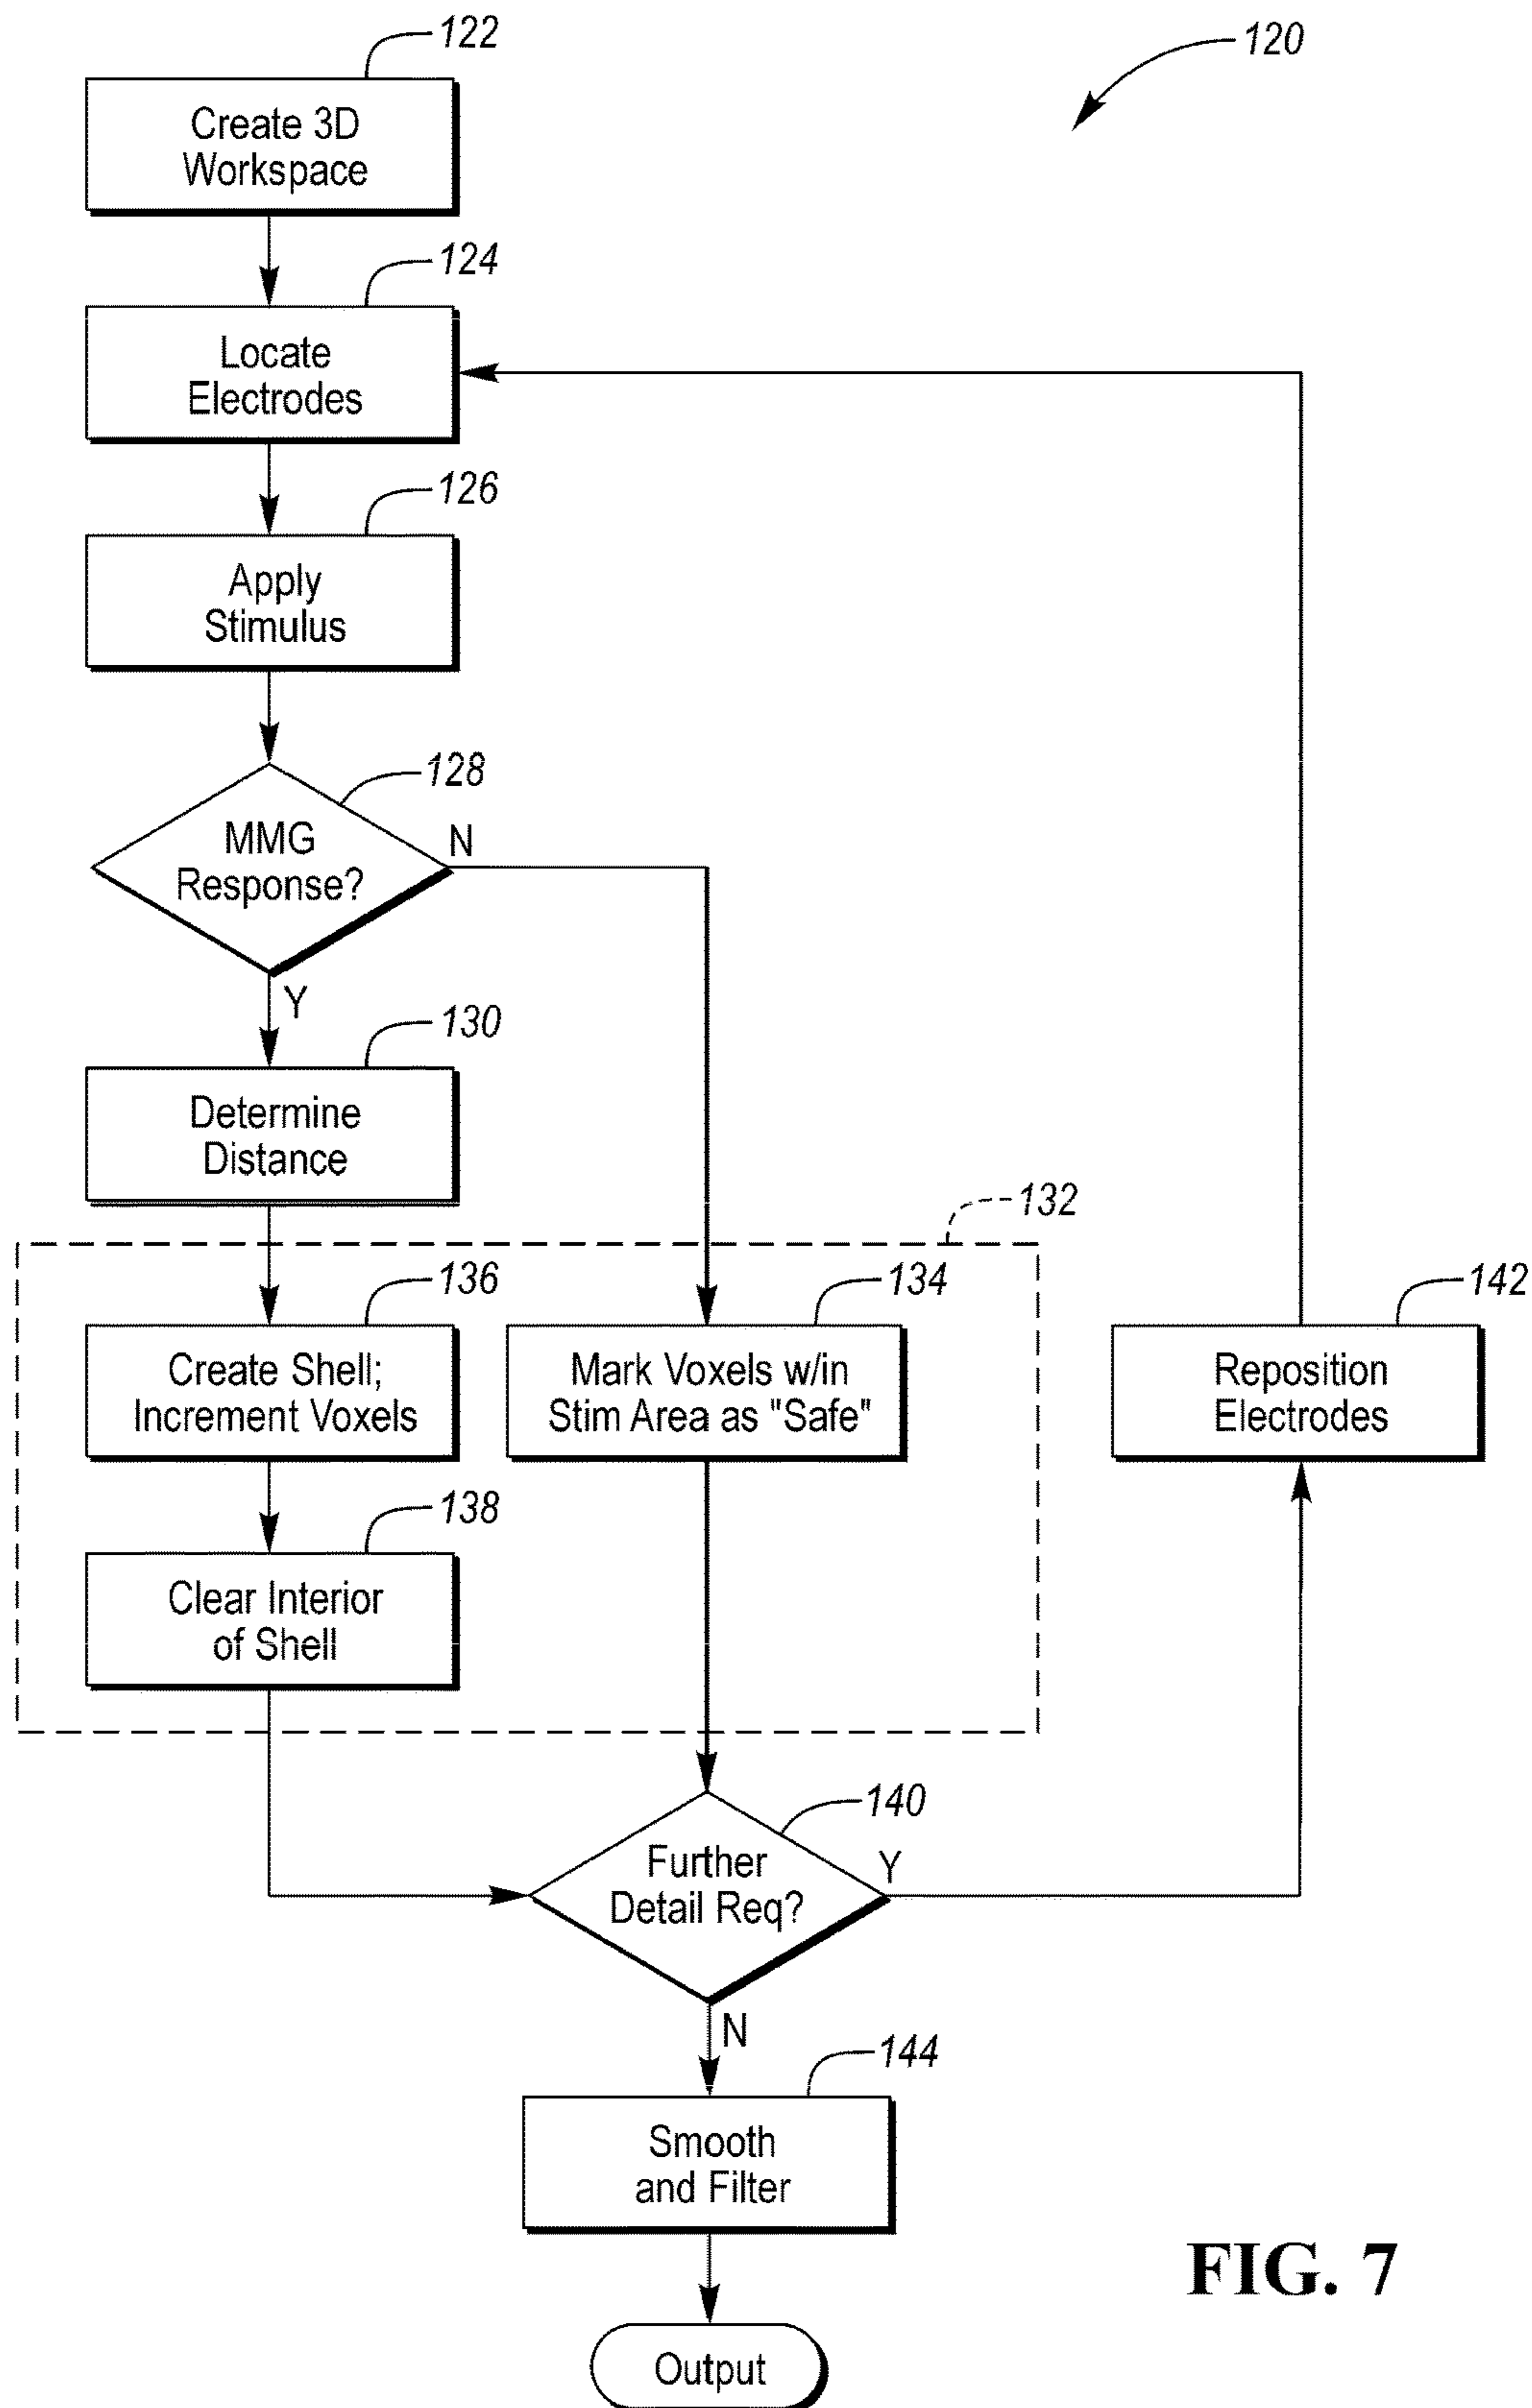 122
120
Create 3D
Workspace
124
Locate
Electrodes
126
Apply
Stimulus
128
MMG
Response?
N
Y
130
Determine
Distance
132
136
134
142
Create Shell;
Increment Voxels
Mark Voxels w/in
Stim Area as "Safe"
Reposition
Electrodes
138
Clear Interior
of Shell
140
Further
Detail Req?
Y
N
144
Smooth
and Filter
FIG. 7
Output